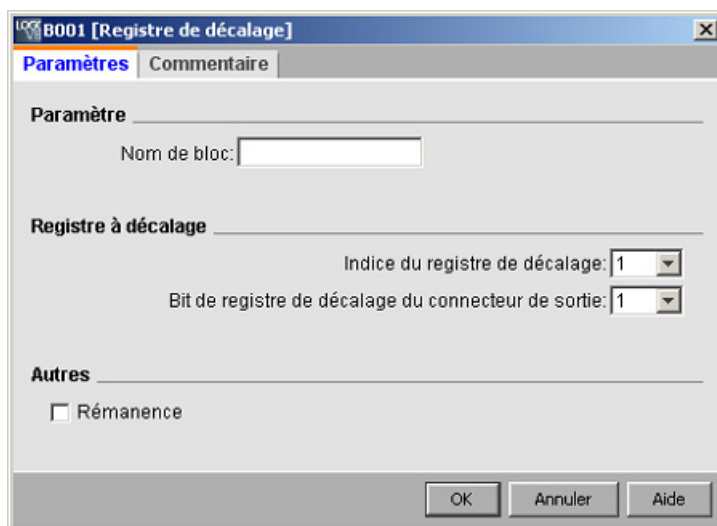 B001 [Registre de décalage]
Paramètres Commentaire
Paramètre
Nom de bloc:
Registre à décalage
Indice du registre de décalage: 1
Bit de registre de décalage du connecteur de sortie: 1
Autres
Rémanence
OK Annuler Aide